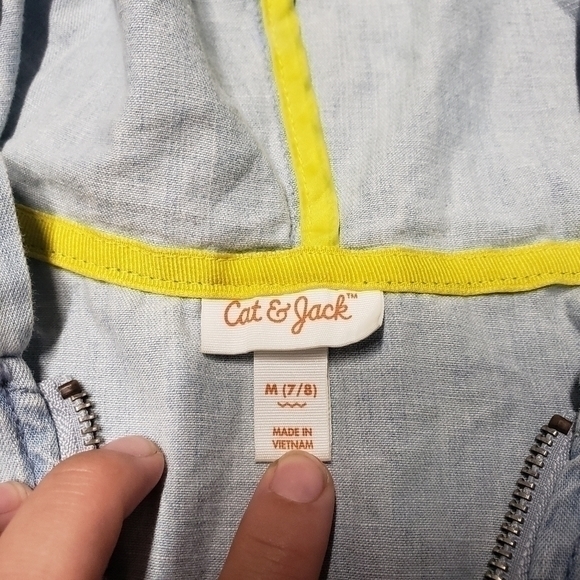 Cat & Jack™
M (7/8)
MADE IN
VIETNAM